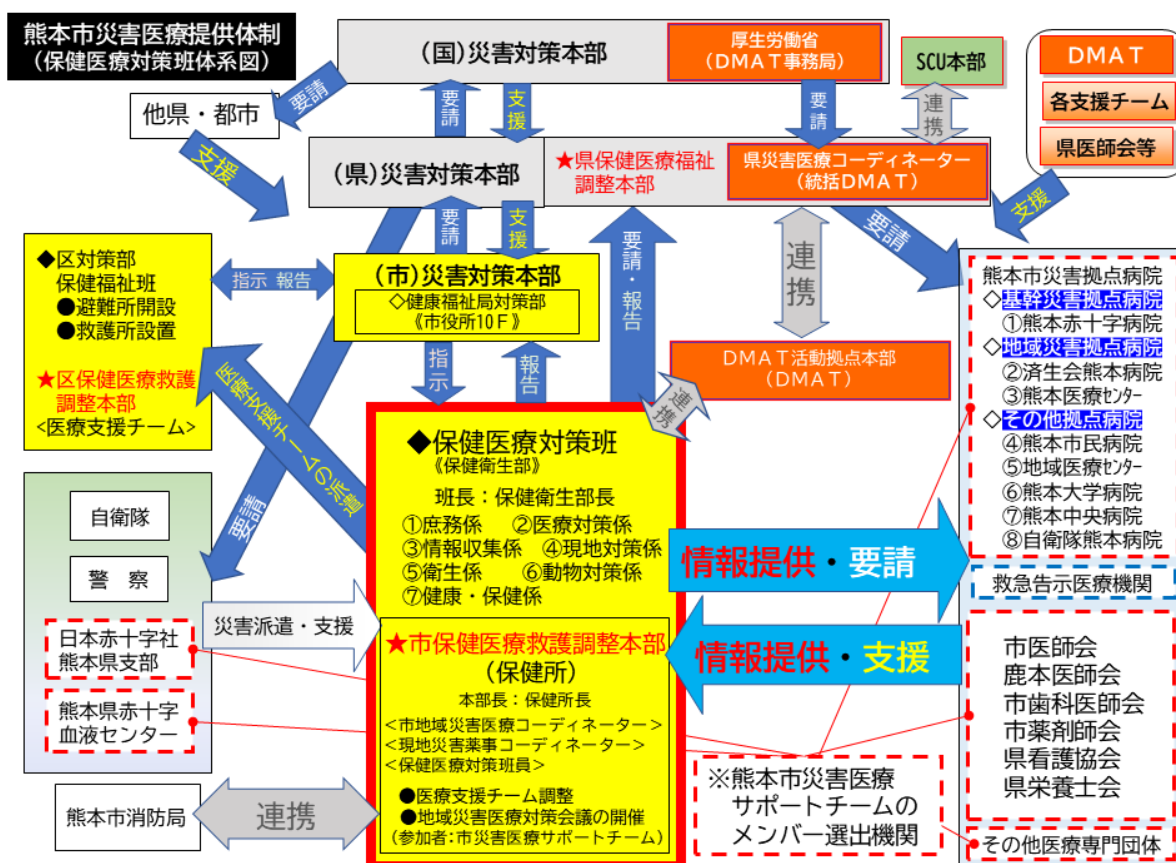 熊本市災害医療提供体制
(保健医療対策班体系図)
(国)災害対策本部
厚生労働省
(DMAT事務局)
SCU本部
DMAT
各支援チーム
県医師会等
要請
他県・都市
支援
要請
支援
要請
連携
(県)災害対策本部
★県保健医療福祉
調整本部
県災害医療コーディネーター
(統括DMAT)
支援
要請
要請
支援
要請・報告
連携
◆区対策部
保健福祉班
●避難所開設
●救護所設置
★区保健医療救護
調整本部
<医療支援チーム>
指示 報告
(市)災害対策本部
◇健康福祉局対策部
《市役所10F》
指示
報告
DMAT活動拠点本部
(DMAT)
連携
医療支援チームの派遣
要請
熊本市災害拠点病院
◇基幹災害拠点病院
①熊本赤十字病院
◇地域災害拠点病院
②済生会熊本病院
③熊本医療センター
◇その他拠点病院
④熊本市民病院
⑤地域医療センター
⑥熊本大学病院
⑦熊本中央病院
⑧自衛隊熊本病院
救急告示医療機関
◆保健医療対策班
《保健衛生部》
班長:保健衛生部長
①庶務係 ②医療対策係
③情報収集係 ④現地対策係
⑤衛生係 ⑥動物対策係
⑦健康・保健係
情報提供・要請
自衛隊
警 察
日本赤十字社
熊本県支部
熊本県赤十字
血液センター
災害派遣・支援
★市保健医療救護調整本部
(保健所)
本部長:保健所長
<市地域災害医療コーディネーター>
<現地災害薬事コーディネーター>
<保健医療対策班員>
●医療支援チーム調整
●地域災害医療対策会議の開催
(参加者:市災害医療サポートチーム)
情報提供・支援
市医師会
鹿本医師会
市歯科医師会
市薬剤師会
県看護協会
県栄養士会
その他医療専門団体
※熊本市災害医療
サポートチームの
メンバー選出機関
熊本市消防局
連携